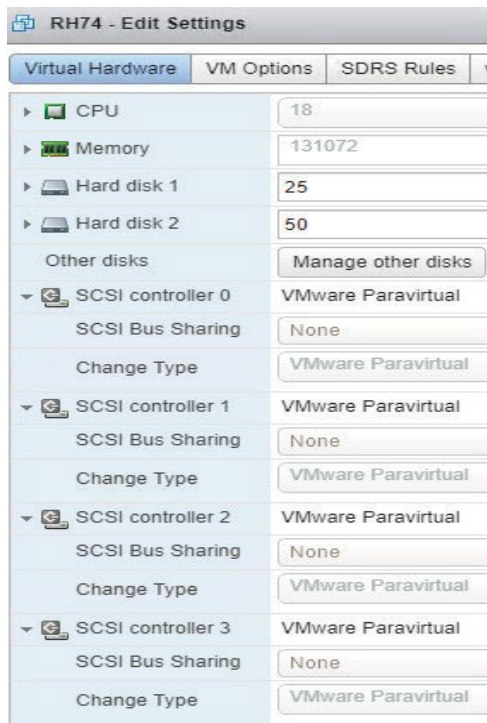 RH74 - Edit Settings
Virtual Hardware VM Options SDRS Rules
CPU 18
Memory 131072
Hard disk 1 25
Hard disk 2 50
Other disks Manage other disks
SCSI controller 0 VMware Paravirtual
SCSI Bus Sharing None
Change Type VMware Paravirtual
SCSI controller 1 VMware Paravirtual
SCSI Bus Sharing None
Change Type VMware Paravirtual
SCSI controller 2 VMware Paravirtual
SCSI Bus Sharing None
Change Type VMware Paravirtual
SCSI controller 3 VMware Paravirtual
SCSI Bus Sharing None
Change Type VMware Paravirtual